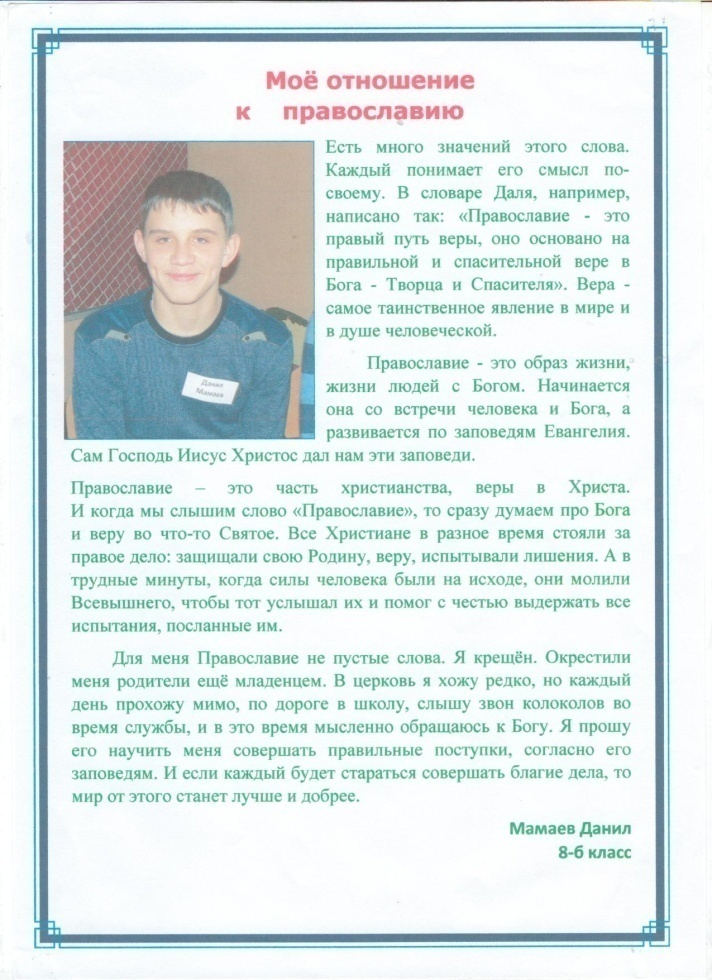 Моё отношение
к православию
Есть много значений этого слова.
Каждый понимает его смысл по-
своему. В словаре Даля, например,
написано так: «Православие - это
правый путь веры, оно основано на
правильной и спасительной вере в
Бога - Творца и Спасителя». Вера -
самое таинственное явление в мире и
в душе человеческой.
Данил
Мамаев
Православие - это образ жизни,
жизни людей с Богом. Начинается
она со встречи человека и Бога, а
развивается по заповедям Евангелия.
Сам Господь Иисус Христос дал нам эти заповеди.
Православие – это часть христианства, веры в Христа.
И когда мы слышим слово «Православие», то сразу думаем про Бога
и веру во что-то Святое. Все Христиане в разное время стояли за
правое дело: защищали свою Родину, веру, испытывали лишения. А в
трудные минуты, когда силы человека были на исходе, они молили
Всевышнего, чтобы тот услышал их и помог с честью выдержать все
испытания, посланные им.
Для меня Православие не пустые слова. Я крещён. Окрестили
меня родители ещё младенцем. В церковь я хожу редко, но каждый
день прохожу мимо, по дороге в школу, слышу звон колоколов во
время службы, и в это время мысленно обращаюсь к Богу. Я прошу
его научить меня совершать правильные поступки, согласно его
заповедям. И если каждый будет стараться совершать благие дела, то
мир от этого станет лучше и добрее.
Мамаев Данил
8-б класс